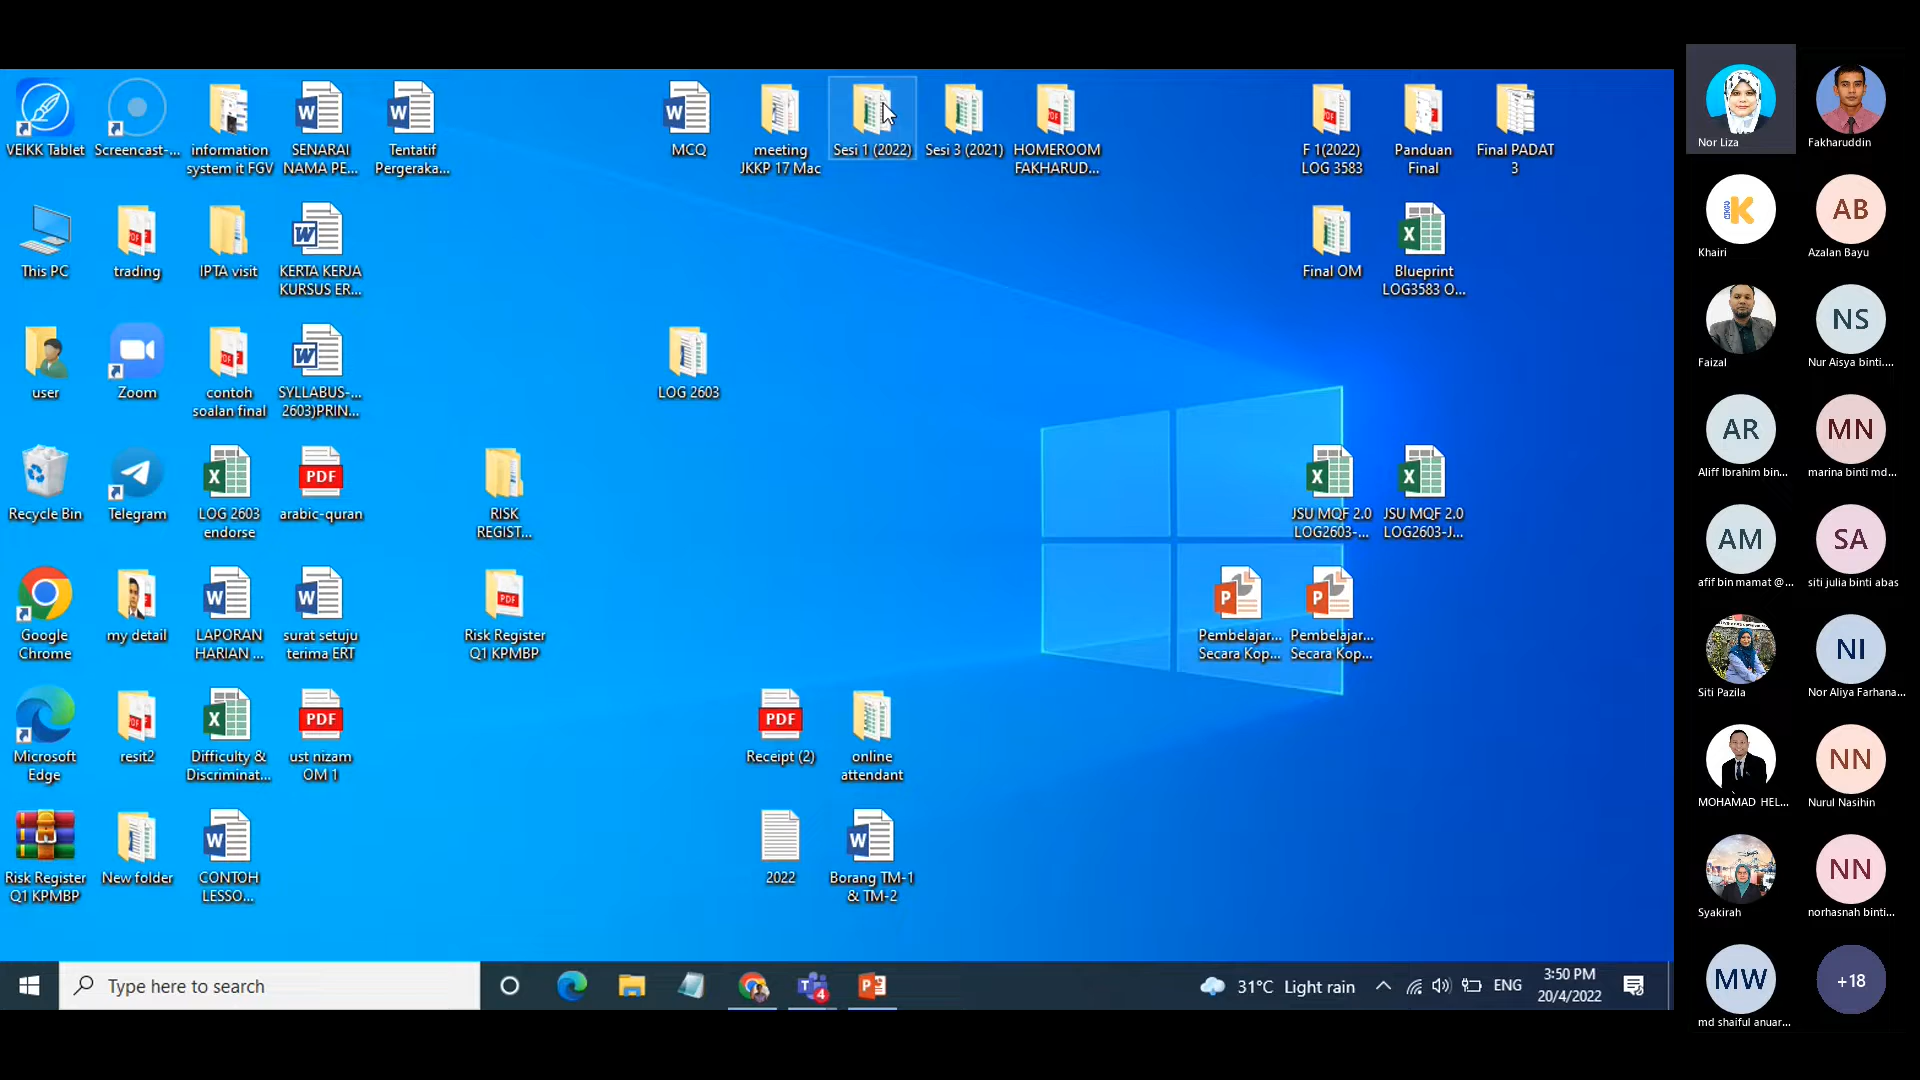 VEIKK Tablet
Screencast-...
information
system it FGV
SENARAI
NAMA PE...
Tentatif
Pergeraka...
MCQ
meeting
JKKP 17 Mac
Sesi 1 (2022)
Sesi 3 (2021)
HOMEROOM
FAKHARUD...
F 1(2022)
LOG 3583
Panduan
Final
Final PADAT
3
This PC
trading
IPTA visit
KERTA KERJA
KURSUS ER...
Final OM
Blueprint
LOG3583 O...
user
Zoom
contoh
soalan final
SYLLABUS-...
2603)PRIN...
LOG 2603
Recycle Bin
Telegram
LOG 2603
endorse
PDF
arabic-quran
RISK
REGIST...
JSU MQF 2.0
LOG2603-...
JSU MQF 2.0
LOG2603-J...
Google
Chrome
my detail
LAPORAN
HARIAN ...
surat setuju
terima ERT
Risk Register
Q1 KPMBP
Pembelajar...
Secara Kop...
Pembelajar...
Secara Kop...
Microsoft
Edge
resit2
Difficulty &
Discriminat...
PDF
ust nizam
OM 1
PDF
Receipt (2)
online
attendant
Risk Register
Q1 KPMBP
New folder
CONTOH
LESSO...
2022
Borang TM-1
& TM-2
Type here to search
4
31°C Light rain
ENG
3:50 PM
20/4/2022
Nor Liza
Fakharuddin
K
Khairi
AB
Azalan Bayu
Faizal
NS
Nur Aisya binti....
AR
Aliff Ibrahim bin...
MN
marina binti md...
AM
afif bin mamat @...
SA
siti julia binti abas
Siti Pazila
NI
Nor Aliya Farhana...
MOHAMAD HEL...
NN
Nurul Nasihin
Syakirah
NN
norhasnah binti...
MW
md shaiful anuar...
+18